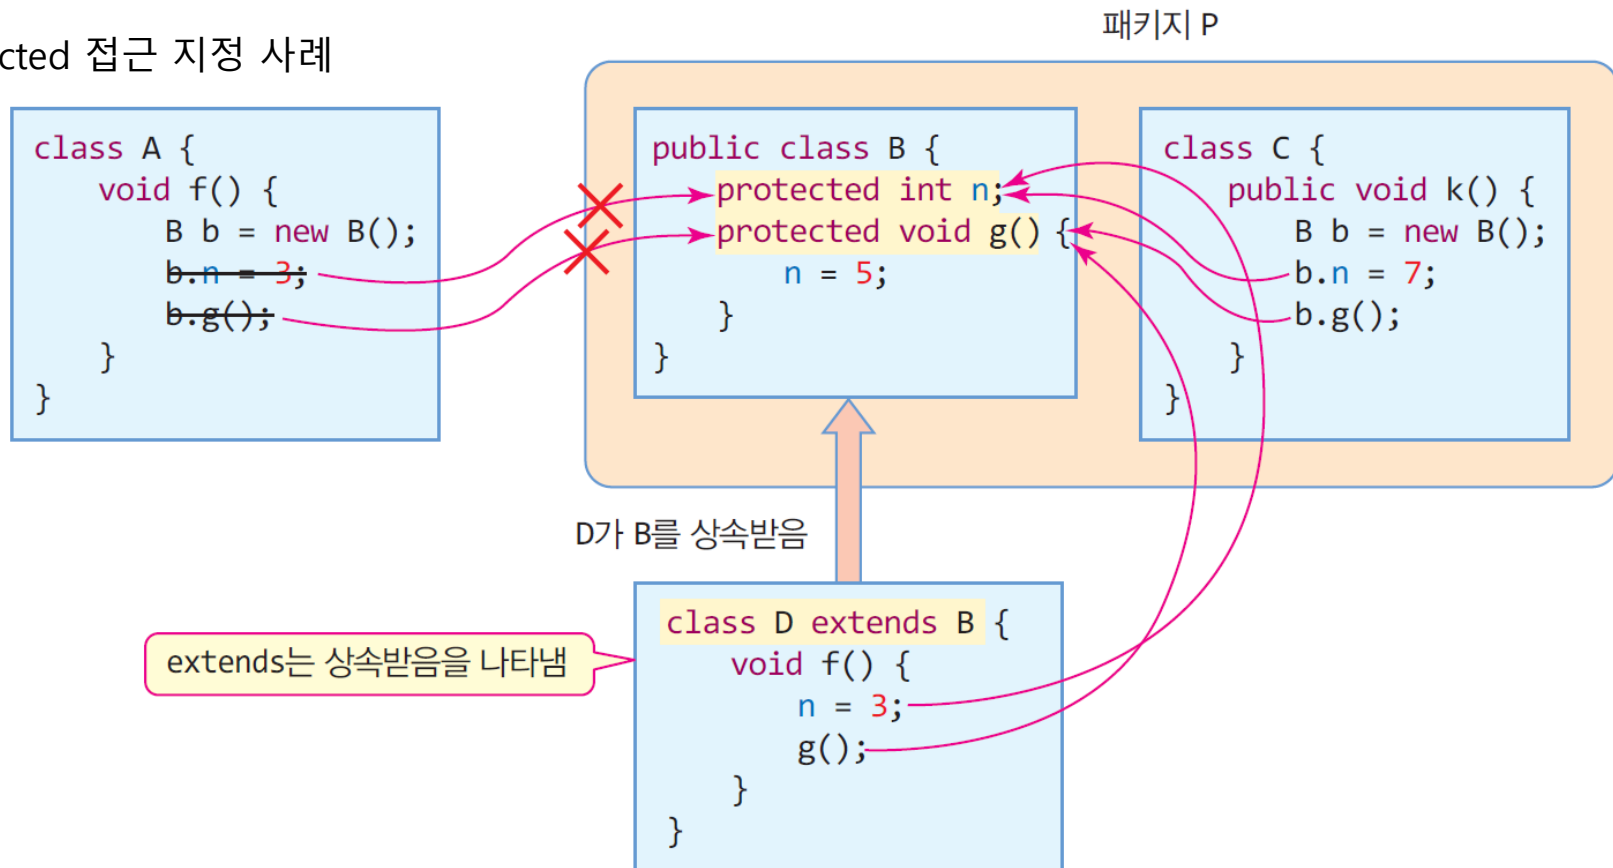 cted 접근 지정 사례
패키지 P
class A {
void f() {
B b = new B();
b.n = 3;
b.g();
}
}
public class B {
protected int n;
protected void g() {
n = 5;
}
}
class C {
public void k() {
B b = new B();
b.n = 7;
b.g();
}
}
D가 B를 상속받음
extends는 상속받음을 나타냄
class D extends B {
void f() {
n = 3;
g();
}
}